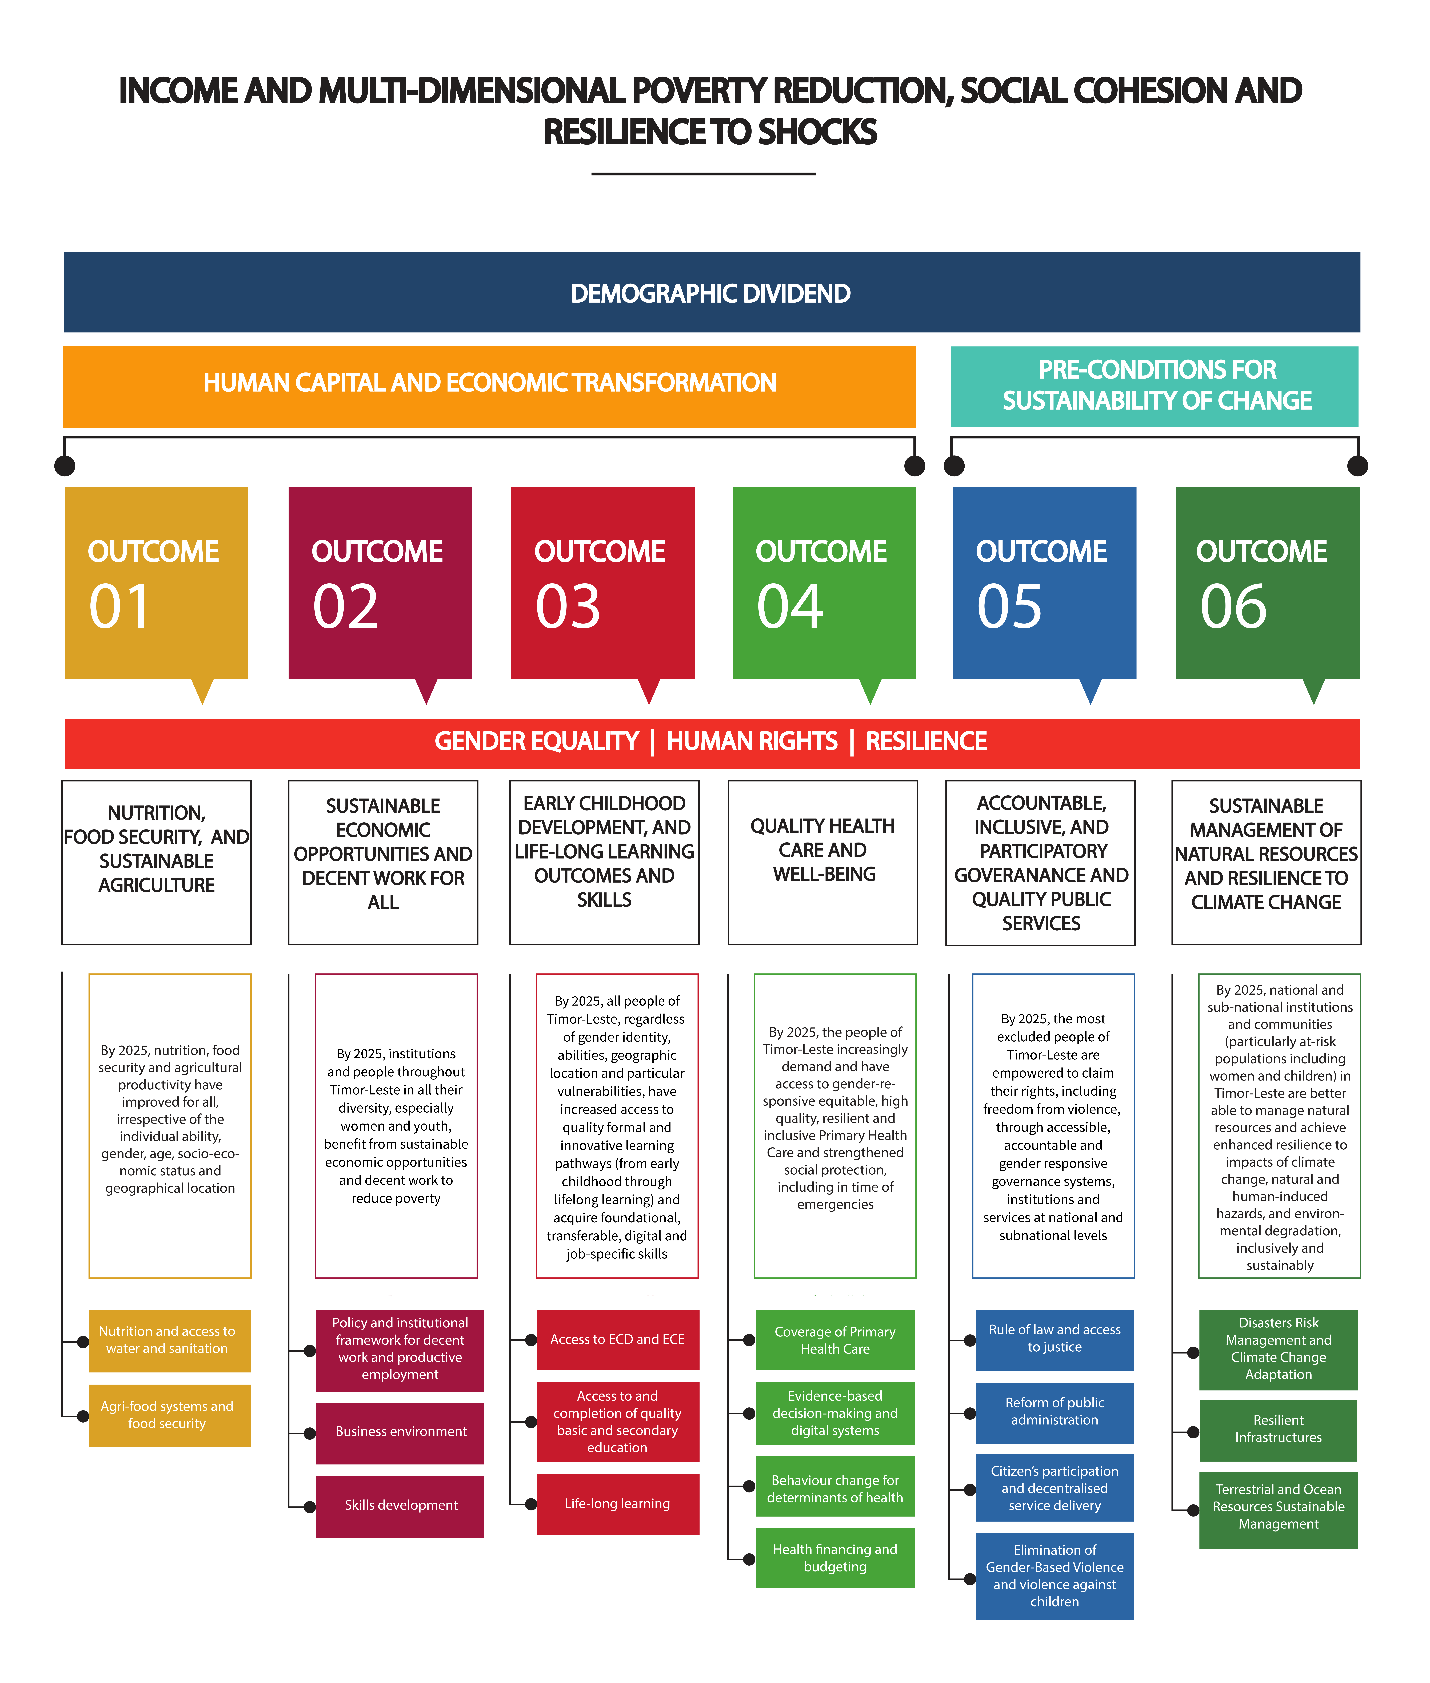 INCOME AND MULTI-DIMENSIONAL POVERTY REDUCTION, SOCIAL COHESION AND
RESILIENCE TO SHOCKS
DEMOGRAPHIC DIVIDEND
HUMAN CAPITAL AND ECONOMIC TRANSFORMATION
PRE-CONDITIONS FOR
SUSTAINABILITY OF CHANGE
OUTCOME
01
OUTCOME
02
OUTCOME
03
OUTCOME
04
OUTCOME
05
OUTCOME
06
GENDER EQUALITY | HUMAN RIGHTS | RESILIENCE
NUTRITION,
FOOD SECURITY, AND
SUSTAINABLE
AGRICULTURE
SUSTAINABLE
ECONOMIC
OPPORTUNITIES AND
DECENT WORK FOR
ALL
EARLY CHILDHOOD
DEVELOPMENT, AND
LIFE-LONG LEARNING
OUTCOMES AND
SKILLS
QUALITY HEALTH
CARE AND
WELL-BEING
ACCOUNTABLE,
INCLUSIVE, AND
PARTICIPATORY
GOVERANANCE AND
QUALITY PUBLIC
SERVICES
SUSTAINABLE
MANAGEMENT OF
NATURAL RESOURCES
AND RESILIENCE TO
CLIMATE CHANGE
By 2025, nutrition, food
security and agricultural
productivity have
improved for all,
irrespective of the
individual ability,
gender, age, socio-eco-
nomic status and
geographical location
By 2025, institutions
and people throughout
Timor-Leste in all their
diversity, especially
women and youth,
benefit from sustainable
economic opportunities
and decent work to
reduce poverty
By 2025, all people of
Timor-Leste, regardless
of gender identity,
abilities, geographic
location and particular
vulnerabilities, have
increased access to
quality formal and
innovative learning
pathways (from early
childhood through
lifelong learning) and
acquire foundational,
transferable, digital and
job-specific skills
By 2025, the people of
Timor-Leste increasingly
demand and have
access to gender-re-
sponsive equitable, high
quality, resilient and
inclusive Primary Health
Care and strengthened
social protection,
including in time of
emergencies
By 2025, the most
excluded people of
Timor-Leste are
empowered to claim
their rights, including
freedom from violence,
through accessible,
accountable and
gender responsive
governance systems,
institutions and
services at national and
subnational levels
By 2025, national and
sub-national institutions
and communities
(particularly at-risk
populations including
women and children) in
Timor-Leste are better
able to manage natural
resources and achieve
enhanced resilience to
impacts of climate
change, natural and
human-induced
hazards, and environ-
mental degradation,
inclusively and
sustainably
Nutrition and access to
water and sanitation
Agri-food systems and
food security
Policy and institutional
framework for decent
work and productive
employment
Business environment
Skills development
Access to ECD and ECE
Access to and
completion of quality
basic and secondary
education
Life-long learning
Coverage of Primary
Health Care
Evidence-based
decision-making and
digital systems
Behaviour change for
determinants of health
Health financing and
budgeting
Rule of law and access
to justice
Reform of public
administration
Citizen's participation
and decentralised
service delivery
Elimination of
Gender-Based Violence
and violence against
children
Disasters Risk
Management and
Climate Change
Adaptation
Resilient
Infrastructures
Terrestrial and Ocean
Resources Sustainable
Management